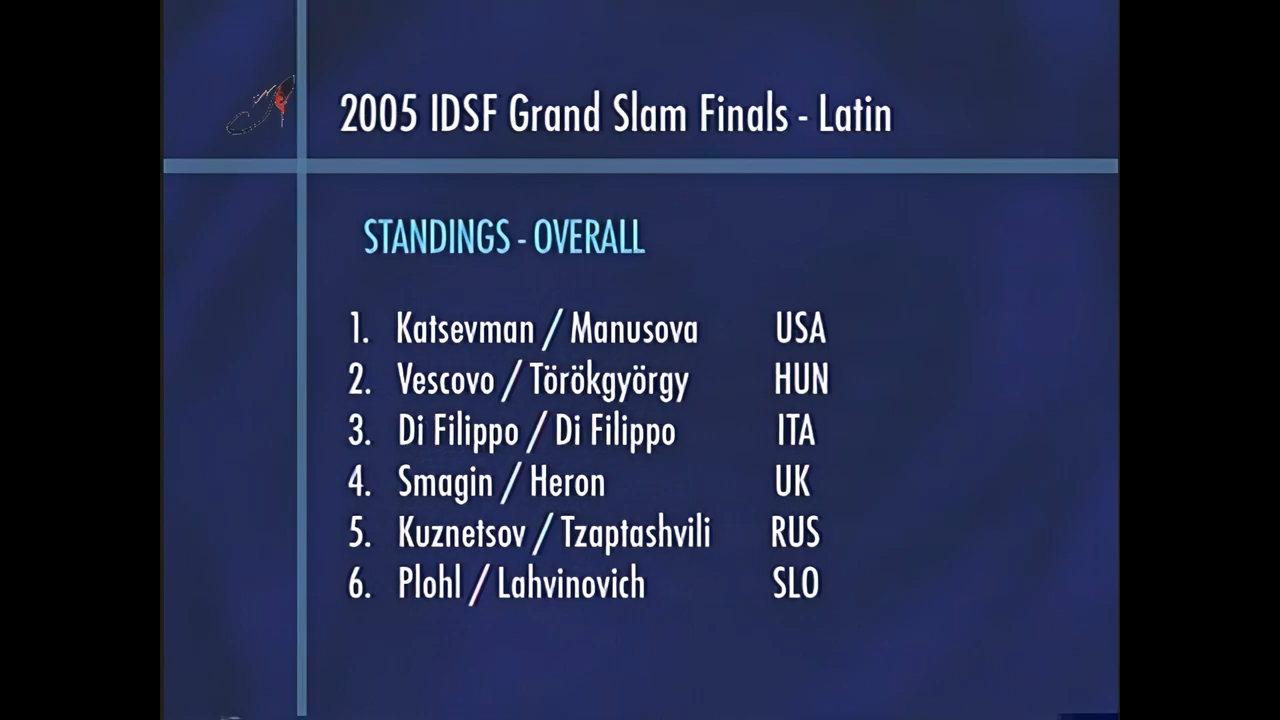 2005 IDSF Grand Slam Finals - Latin
STANDINGS - OVERALL
1. Katsevman / Manusova USA
2. Vescovo / Törökgyörgy HUN
3. Di Filippo / Di Filippo ITA
4. Smagin / Heron UK
5. Kuznetsov / Tzaptashvili RUS
6. Plohl / Lahvinovich SLO